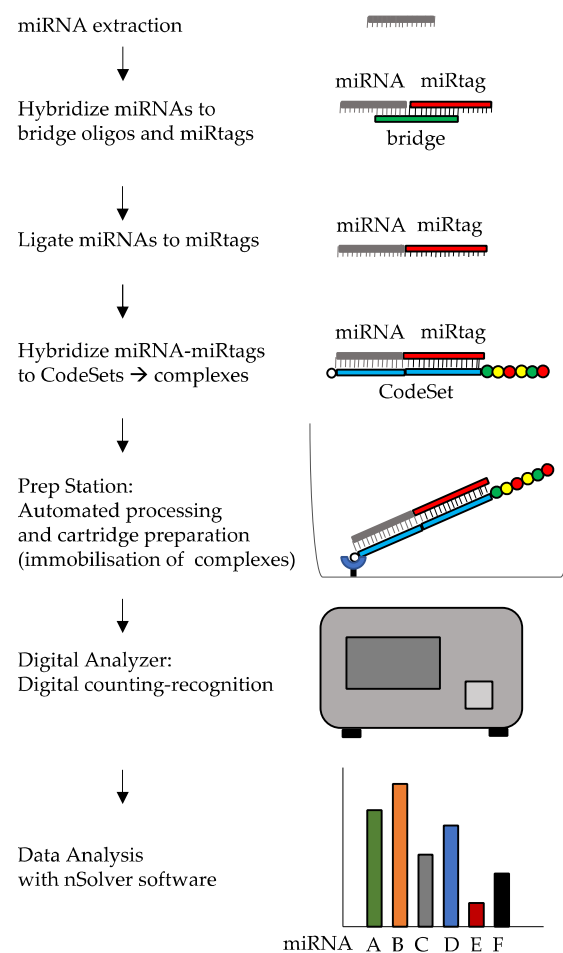 miRNA extraction
miRNA miRtag
Hybridize miRNAs to
bridge oligos and miRtags
bridge
miRNA miRtag
Ligate miRNAs to miRtags
miRNA miRtag
Hybridize miRNA-miRtags
to CodeSets → complexes
CodeSet
Prep Station:
Automated processing
and cartridge preparation
(immobilisation of complexes)
Digital Analyzer:
Digital counting-recognition
Data Analysis
with nSolver software
miRNA A B C D E F